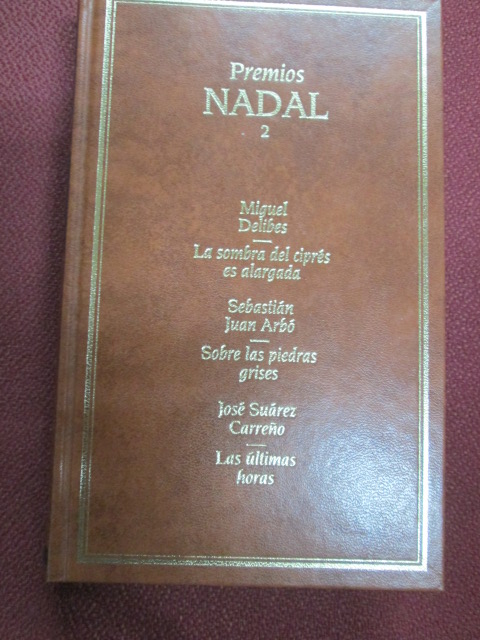 Premios
NADAL
2
Miguel
Delibes
La sombra del ciprés
es alargada
Sebastián
Juan Arbó
Sobre las piedras
grises
José Suárez
Carreño
Las últimas
horas